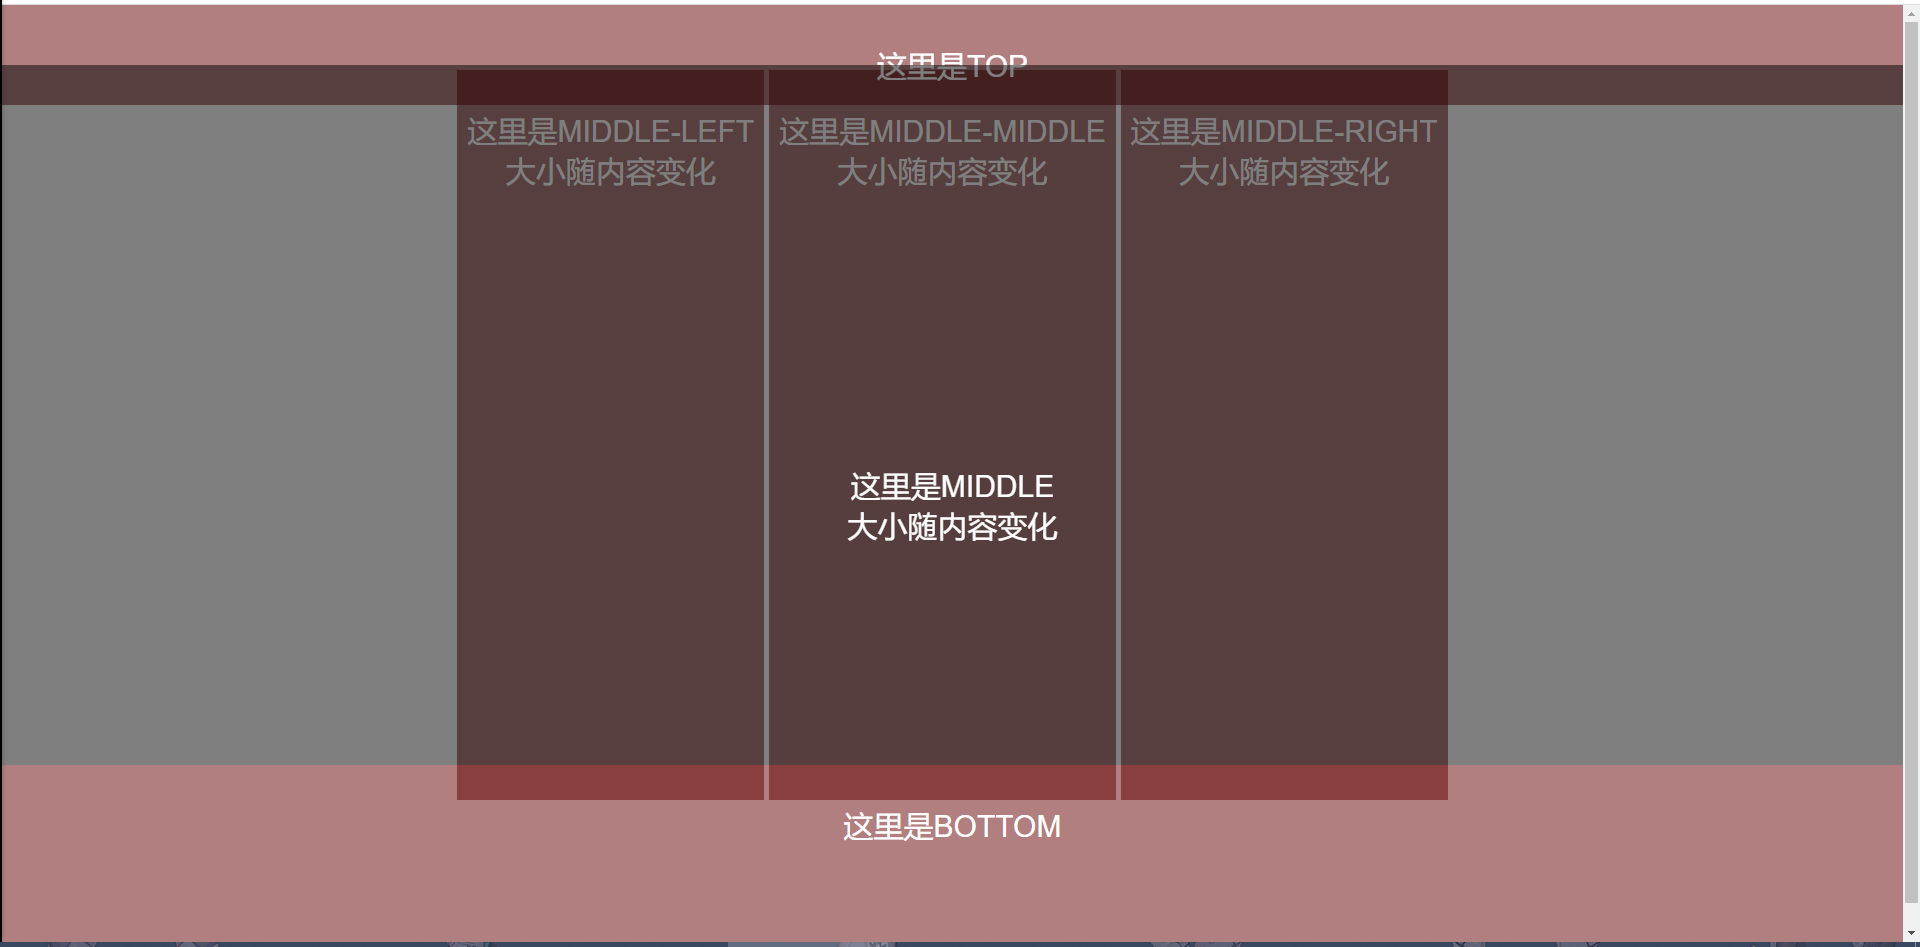 这里是TOP
这里是MIDDLE-LEFT
大小随内容变化
这里是MIDDLE-MIDDLE
大小随内容变化
这里是MIDDLE-RIGHT
大小随内容变化
这里是MIDDLE
大小随内容变化
这里是BOTTOM